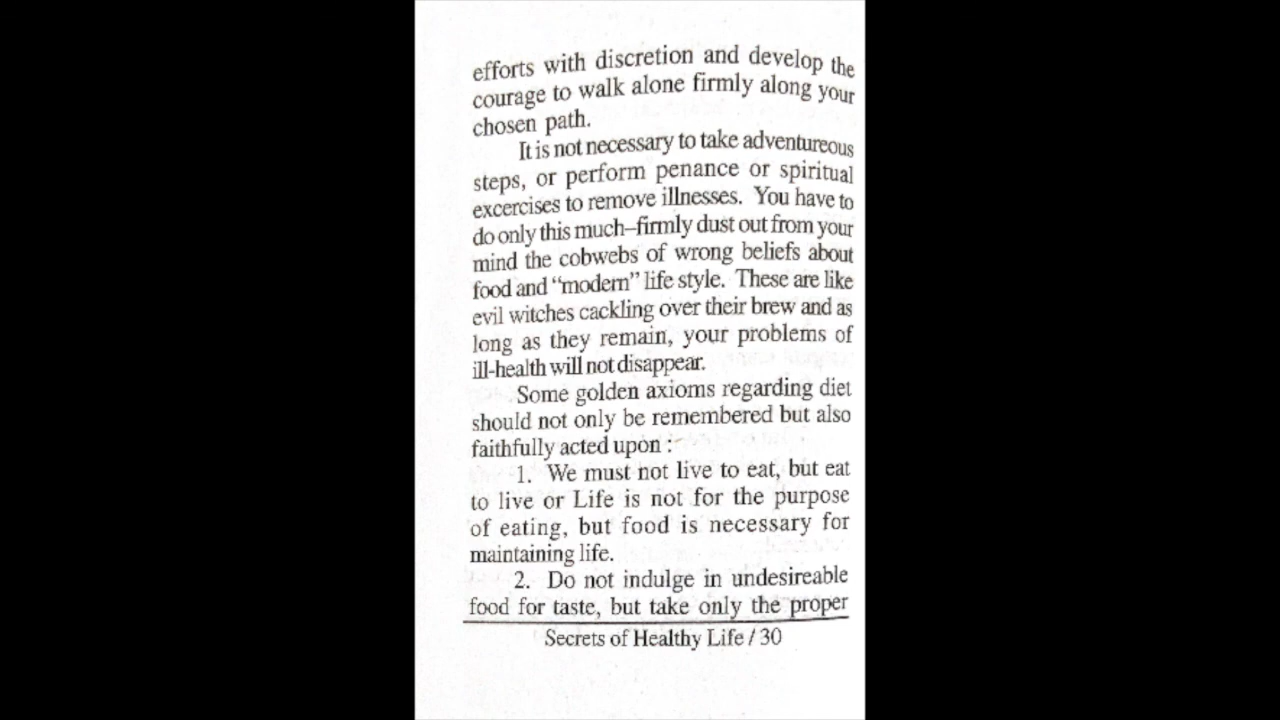 efforts with discretion and develop the
courage to walk alone firmly along your
chosen path.
It is not necessary to take adventureous
steps, or perform penance or spiritual
excercises to remove illnesses. You have to
do only this much–firmly dust out from your
mind the cobwebs of wrong beliefs about
food and “modern” life style. These are like
evil witches cackling over their brew and as
long as they remain, your problems of
ill-health will not disappear.
Some golden axioms regarding diet
should not only be remembered but also
faithfully acted upon :
1. We must not live to eat, but eat
to live or Life is not for the purpose
of eating, but food is necessary for
maintaining life.
2. Do not indulge in undesireable
food for taste, but take only the proper
Secrets of Healthy Life / 30